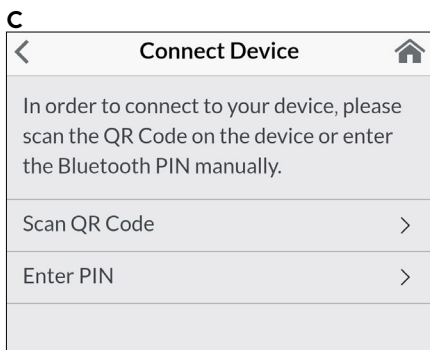 C
Connect Device
In order to connect to your device, please
scan the QR Code on the device or enter
the Bluetooth PIN manually.
Scan QR Code
Enter PIN